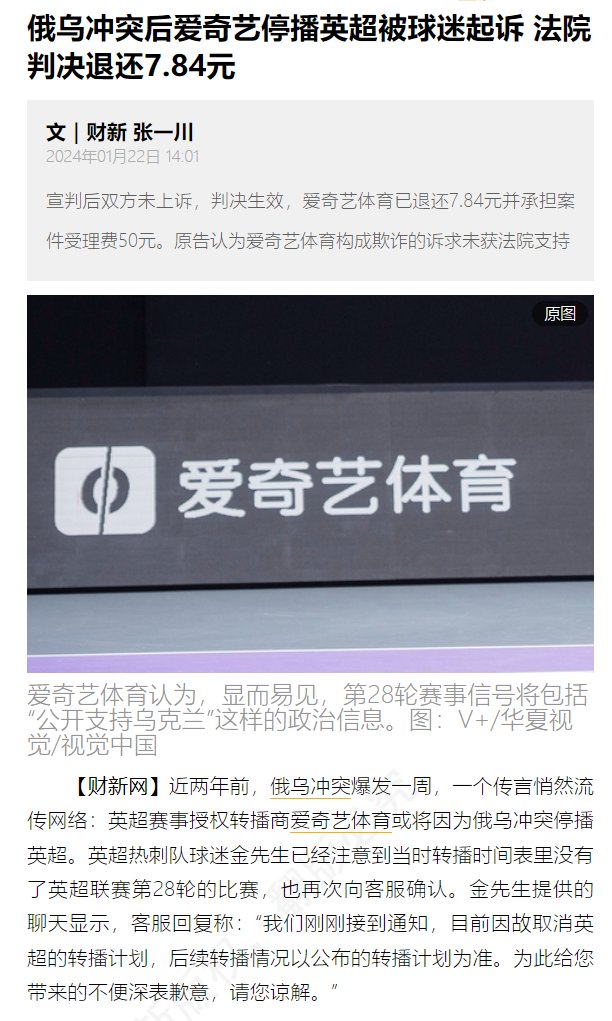 俄乌冲突后爱奇艺停播英超被球迷起诉 法院
判决退还7.84元
文｜财新 张一川
2024年01月22日 14:01
宣判后双方未上诉，判决生效，爱奇艺体育已退还7.84元并承担案
件受理费50元。原告认为爱奇艺体育构成欺诈的诉求未获法院支持
原图
爱奇艺体育
爱奇艺体育认为，显而易见，第28轮赛事信号将包括
“公开支持乌克兰”这样的政治信息。图：V+/华夏视
觉/视觉中国
【财新网】近两年前，俄乌冲突爆发一周，一个传言悄然流
传网络：英超赛事授权转播商爱奇艺体育或将因为俄乌冲突停播
英超。英超热刺队球迷金先生已经注意到当时转播时间表里没有
了英超联赛第28轮的比赛，也再次向客服确认。金先生提供的
聊天显示，客服回复称：“我们刚刚接到通知，目前因故取消英
超的转播计划，后续转播情况以公布的转播计划为准。为此给您
带来的不便深表歉意，请您谅解。”